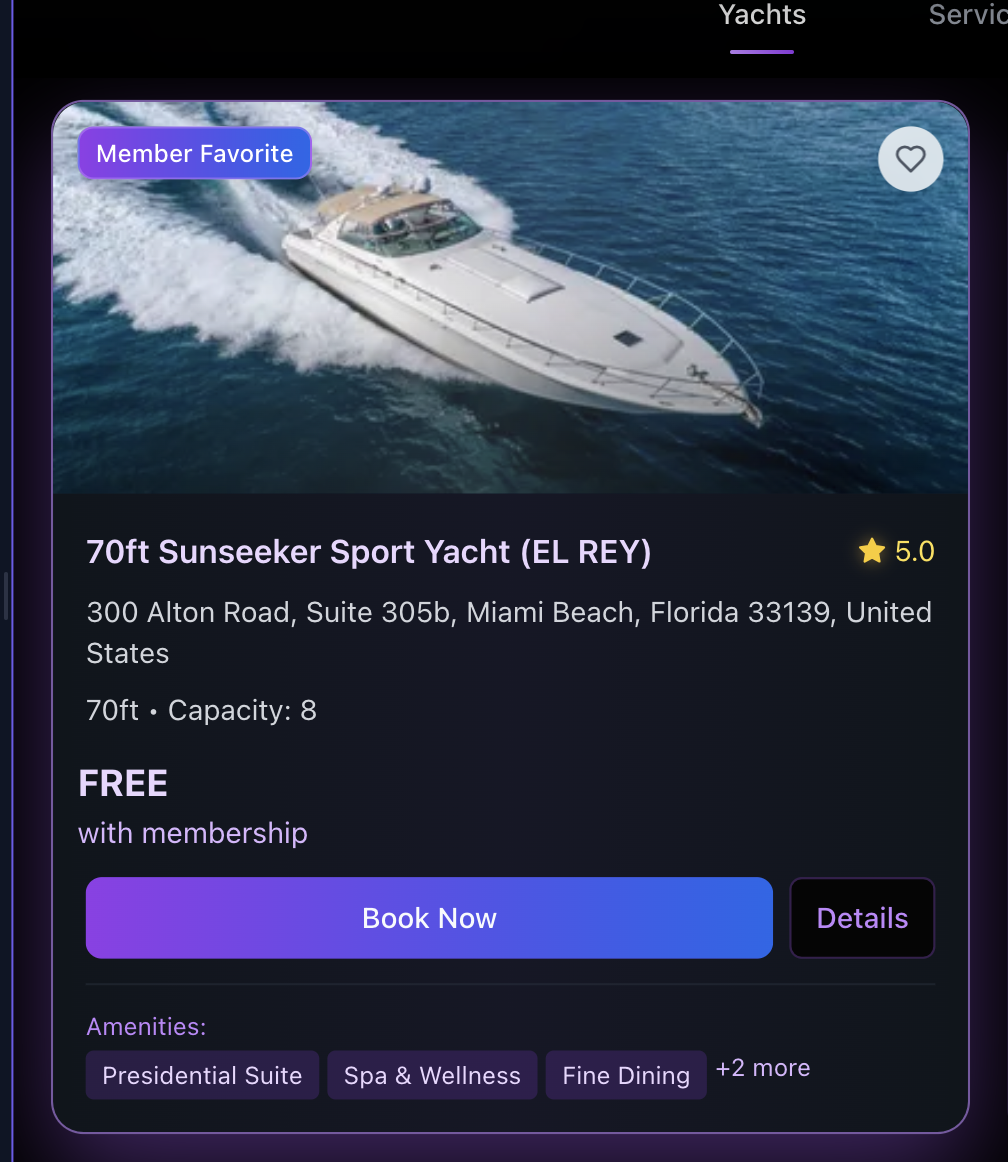 Yachts
Servic
Member Favorite
70ft Sunseeker Sport Yacht (EL REY)
5.0
300 Alton Road, Suite 305b, Miami Beach, Florida 33139, United
States
70ft • Capacity: 8
FREE
with membership
Book Now
Details
Amenities:
Presidential Suite
Spa & Wellness
Fine Dining
+2 more